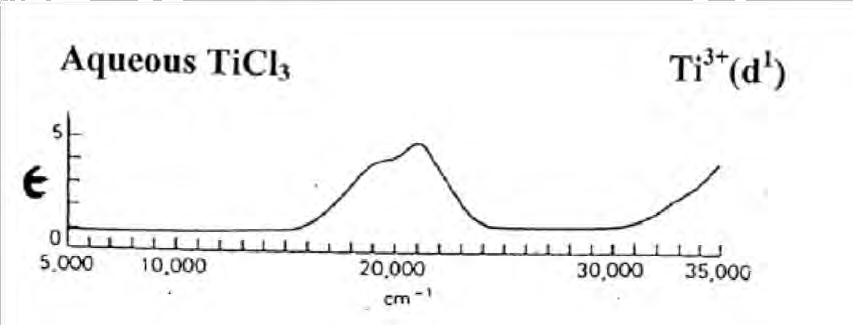 Aqueous TiCl₃ Ti³⁺(d¹)
5
ϵ
0
5,000 10,000 20,000 30,000 35,000
cm⁻¹